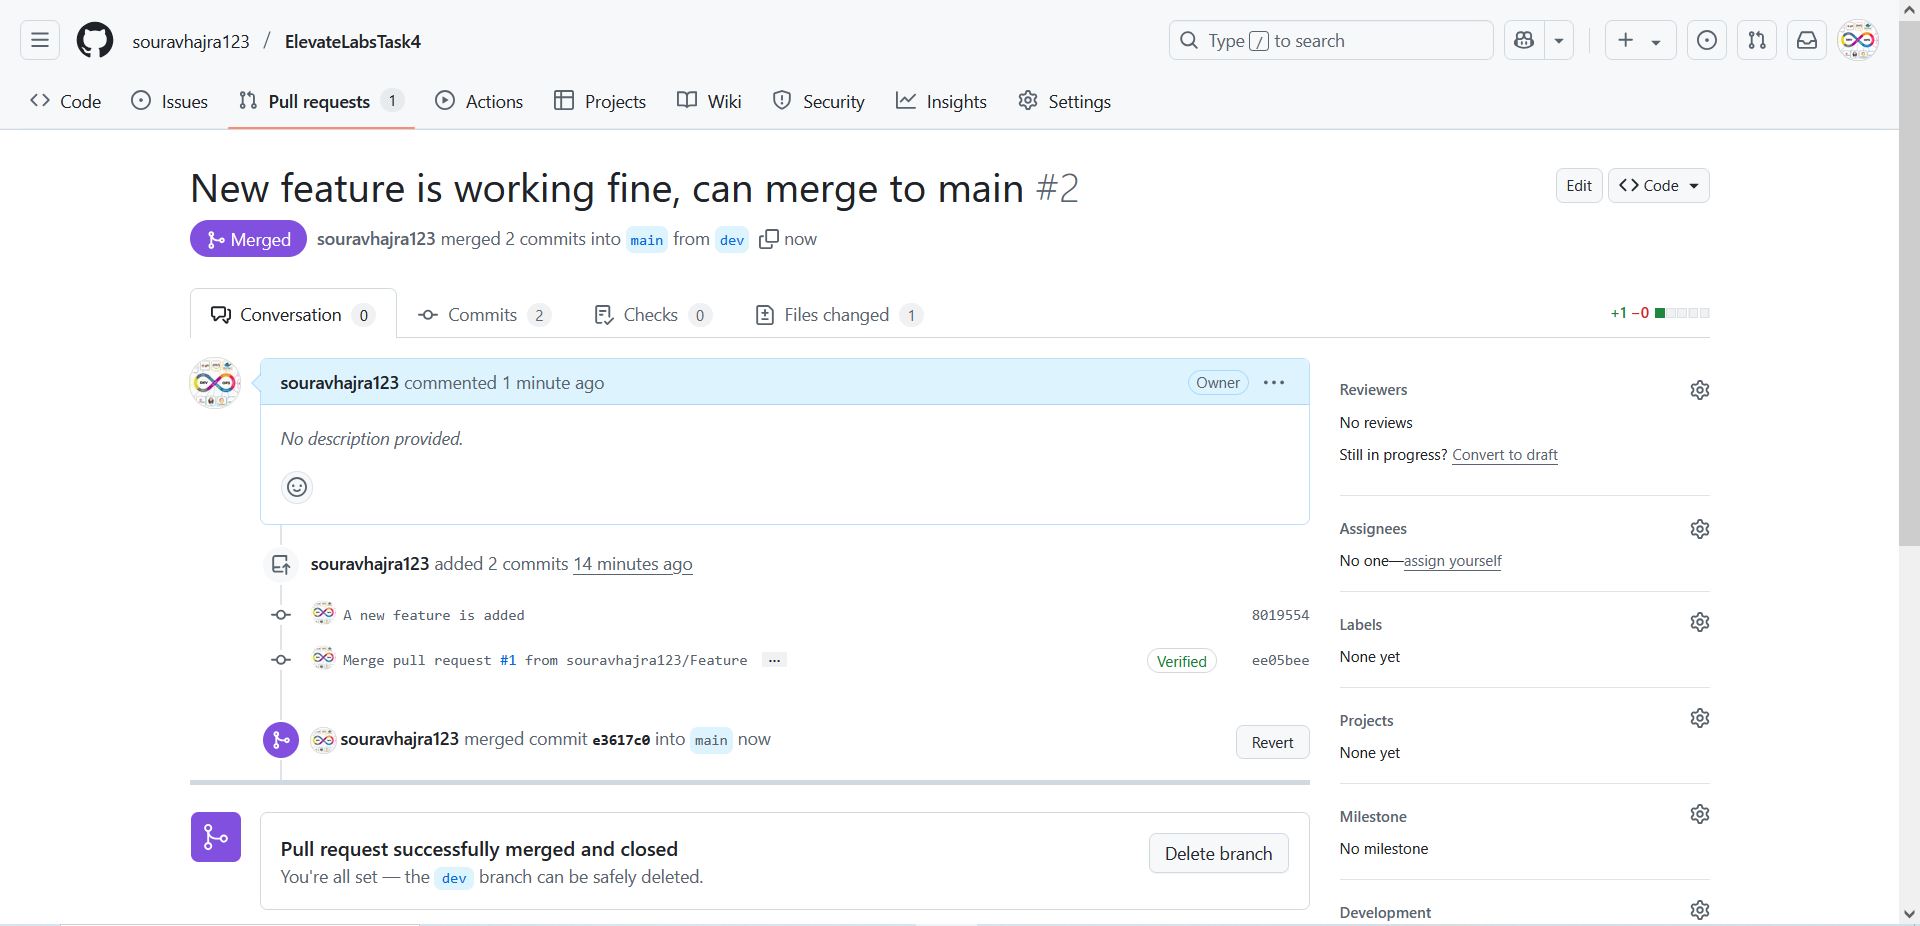 souravhajra123 / ElevateLabsTask4
Type / to search
Code
Issues
Pull requests 1
Actions
Projects
Wiki
Security
Insights
Settings
New feature is working fine, can merge to main #2
Edit
Code
Merged
souravhajra123 merged 2 commits into main from dev now
Conversation 0
Commits 2
Checks 0
Files changed 1
+1 −0
souravhajra123 commented 1 minute ago
Owner
No description provided.
souravhajra123 added 2 commits 14 minutes ago
A new feature is added
8019554
Merge pull request #1 from souravhajra123/Feature ...
Verified
ee05bee
souravhajra123 merged commit e3617c0 into main now
Revert
Pull request successfully merged and closed
You're all set — the dev branch can be safely deleted.
Delete branch
Reviewers
No reviews
Still in progress? Convert to draft
Assignees
No one—assign yourself
Labels
None yet
Projects
None yet
Milestone
No milestone
Development